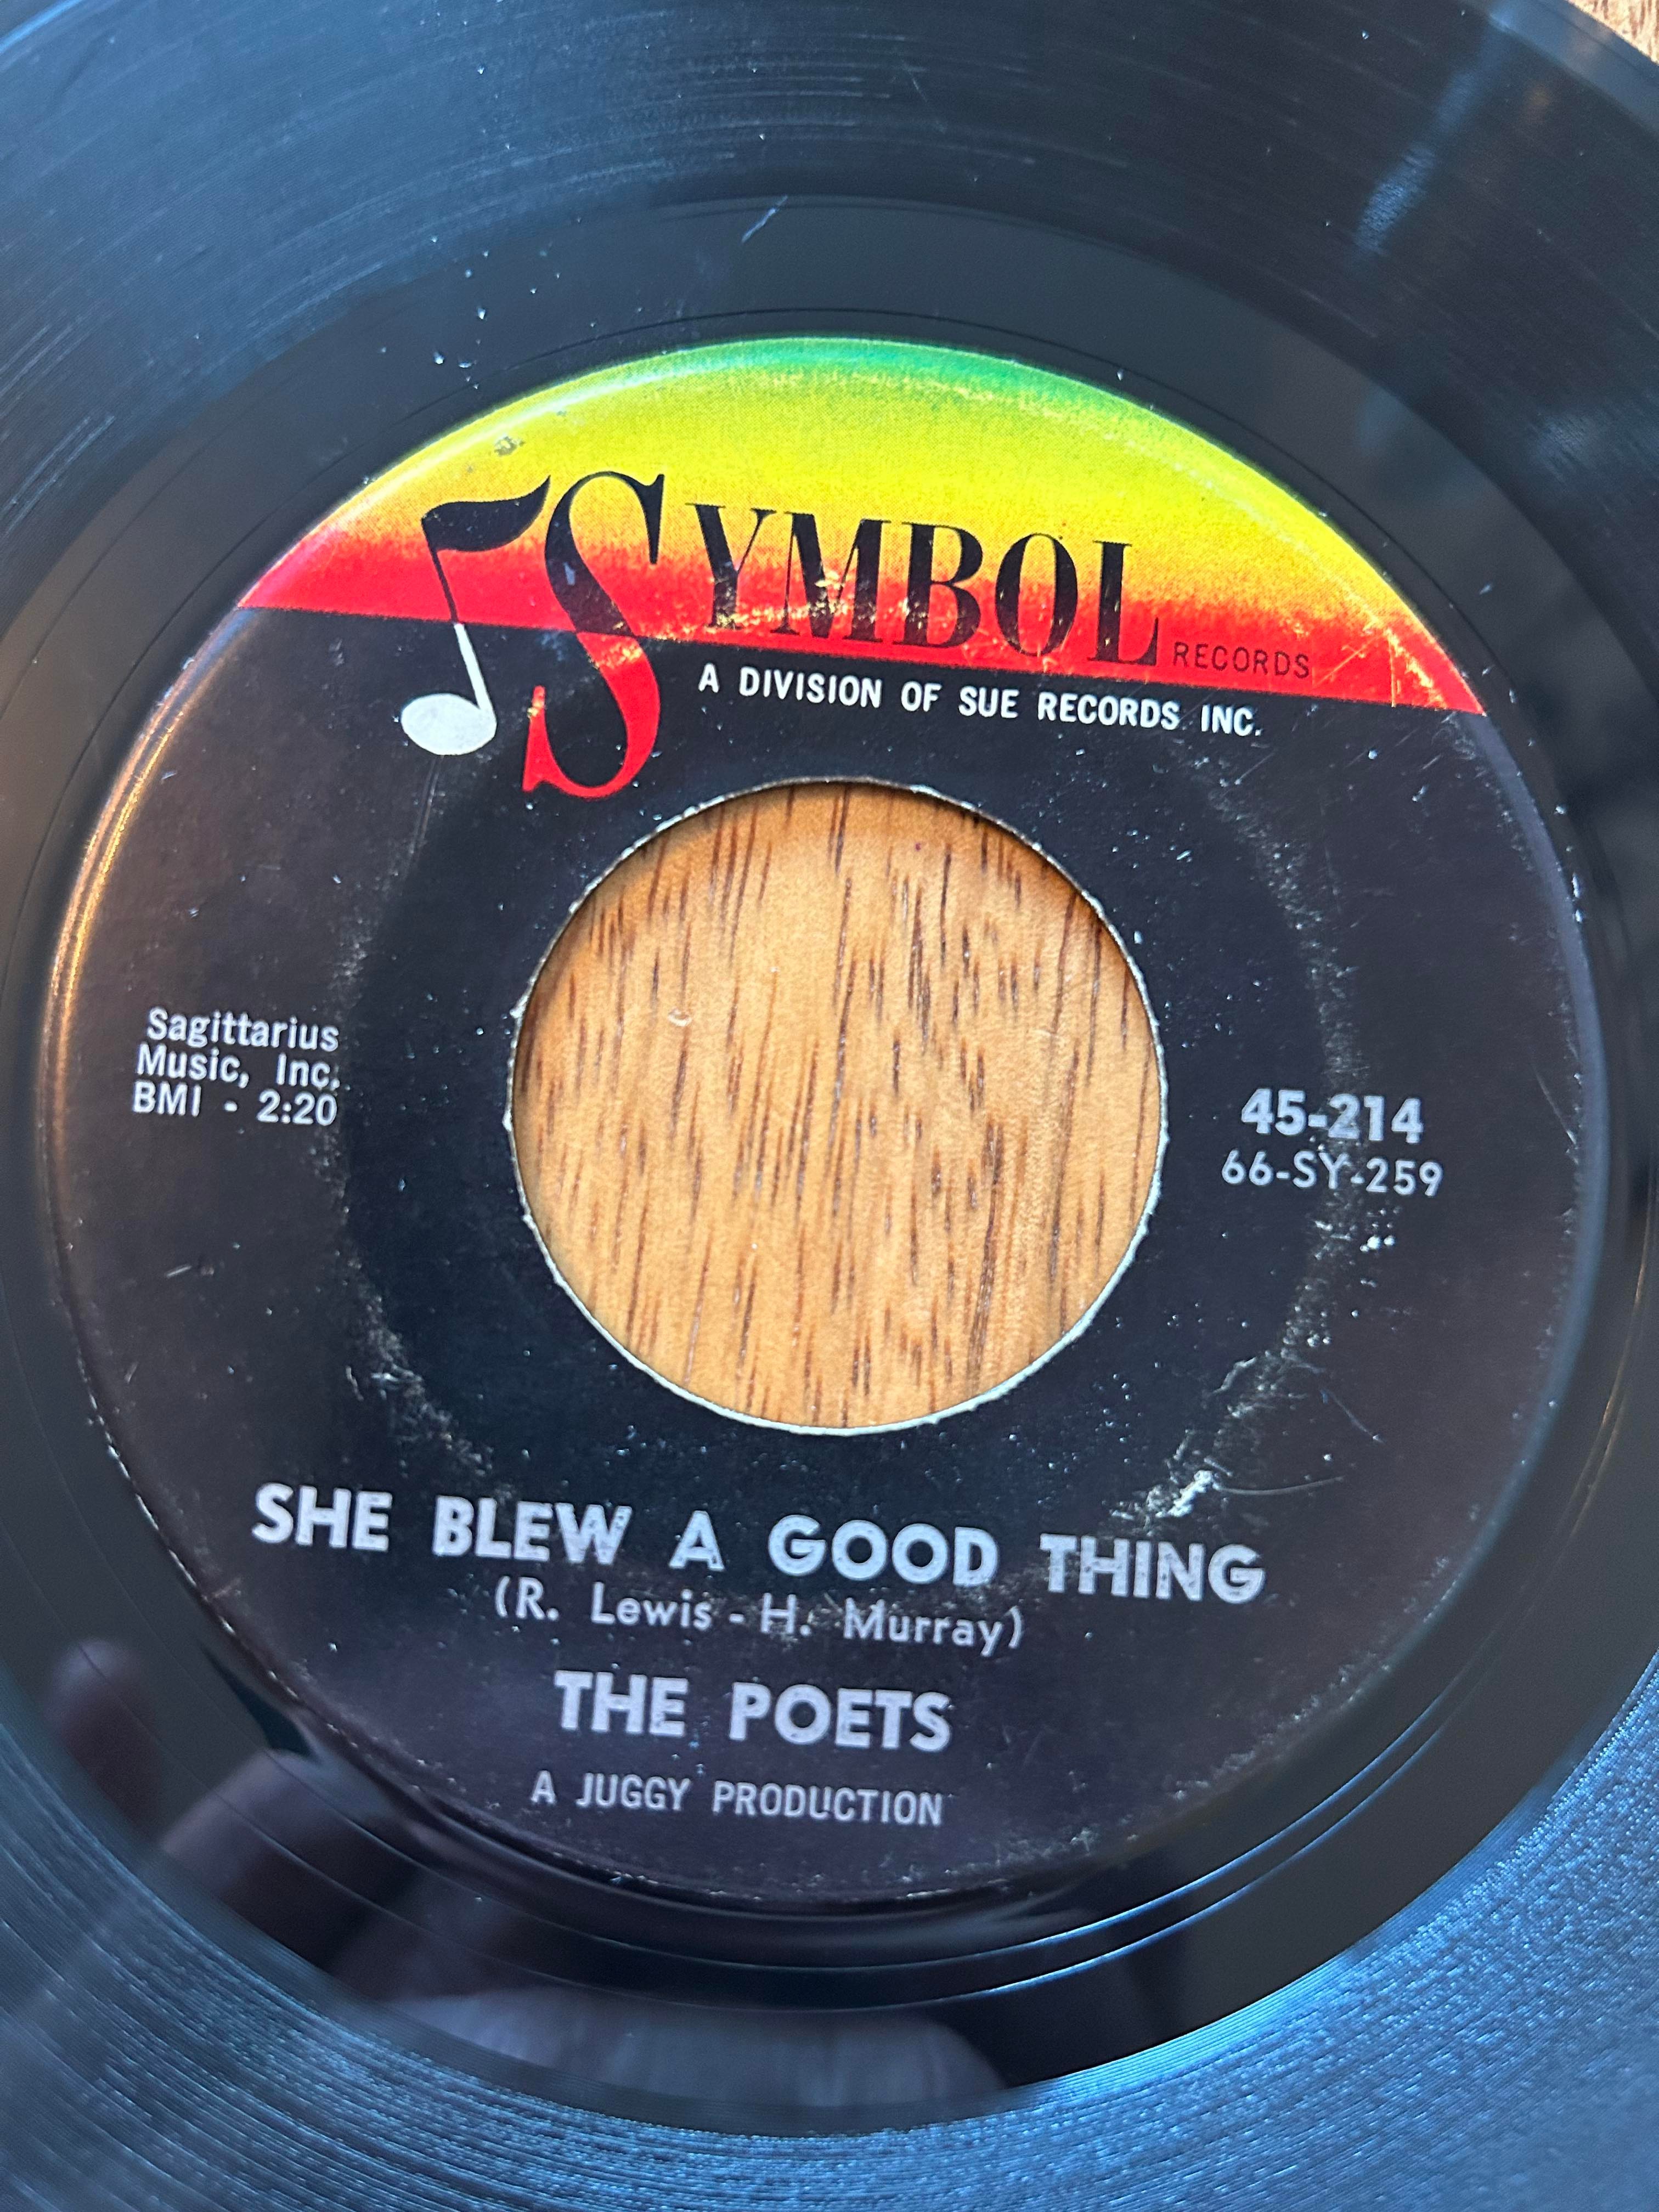 SYMBOL RECORDS
A DIVISION OF SUE RECORDS INC.
Sagittarius
Music, Inc.
BMI - 2:20
45-214
66-SY-259
SHE BLEW A GOOD THING
(R. Lewis - H. Murray)
THE POETS
A JUGGY PRODUCTION